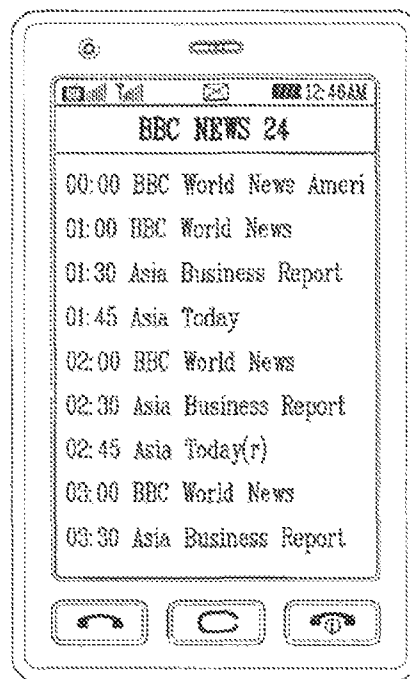 12:46AM
BBC NEWS 24
00:00 BBC World News Ameri
01:00 BBC World News
01:30 Asia Business Report
01:45 Asia Today
02:00 BBC World News
02:30 Asia Business Report
02:45 Asia Today(r)
03:00 BBC World News
03:30 Asia Business Report